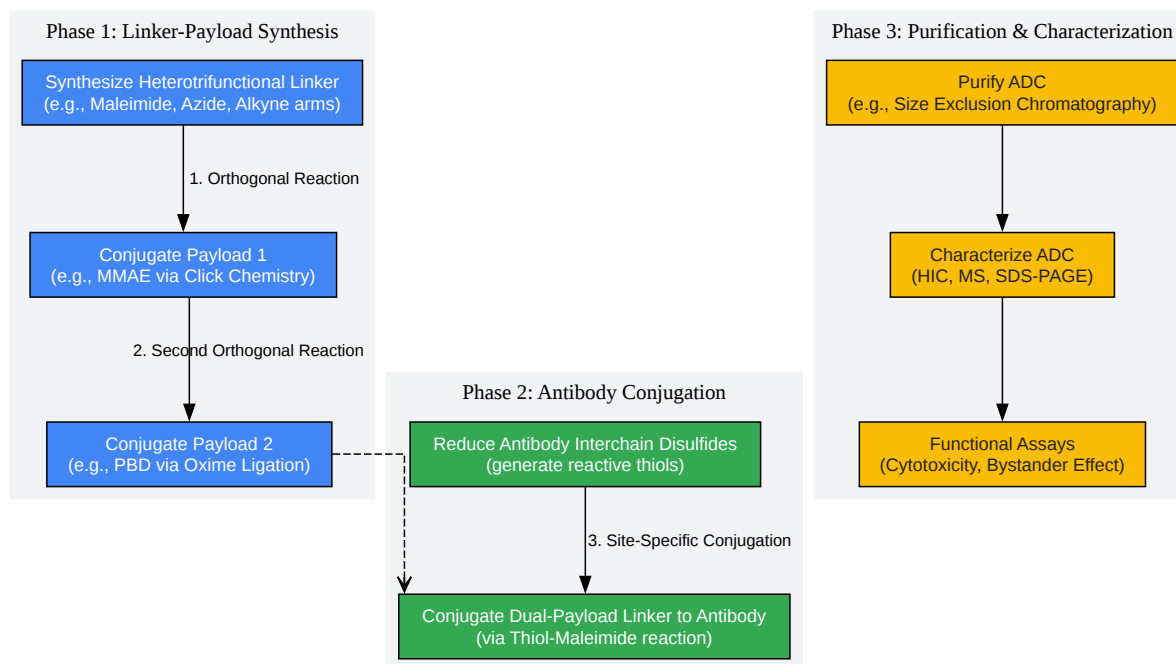 Phase 1: Linker-Payload Synthesis
Synthesize Heterotrifunctional Linker
(e.g., Maleimide, Azide, Alkyne arms)
1. Orthogonal Reaction
Conjugate Payload 1
(e.g., MMAE via Click Chemistry)
2. Second Orthogonal Reaction
Conjugate Payload 2
(e.g., PBD via Oxime Ligation)
Phase 2: Antibody Conjugation
Reduce Antibody Interchain Disulfides
(generate reactive thiols)
3. Site-Specific Conjugation
Conjugate Dual-Payload Linker to Antibody
(via Thiol-Maleimide reaction)
Phase 3: Purification & Characterization
Purify ADC
(e.g., Size Exclusion Chromatography)
Characterize ADC
(HIC, MS, SDS-PAGE)
Functional Assays
(Cytotoxicity, Bystander Effect)